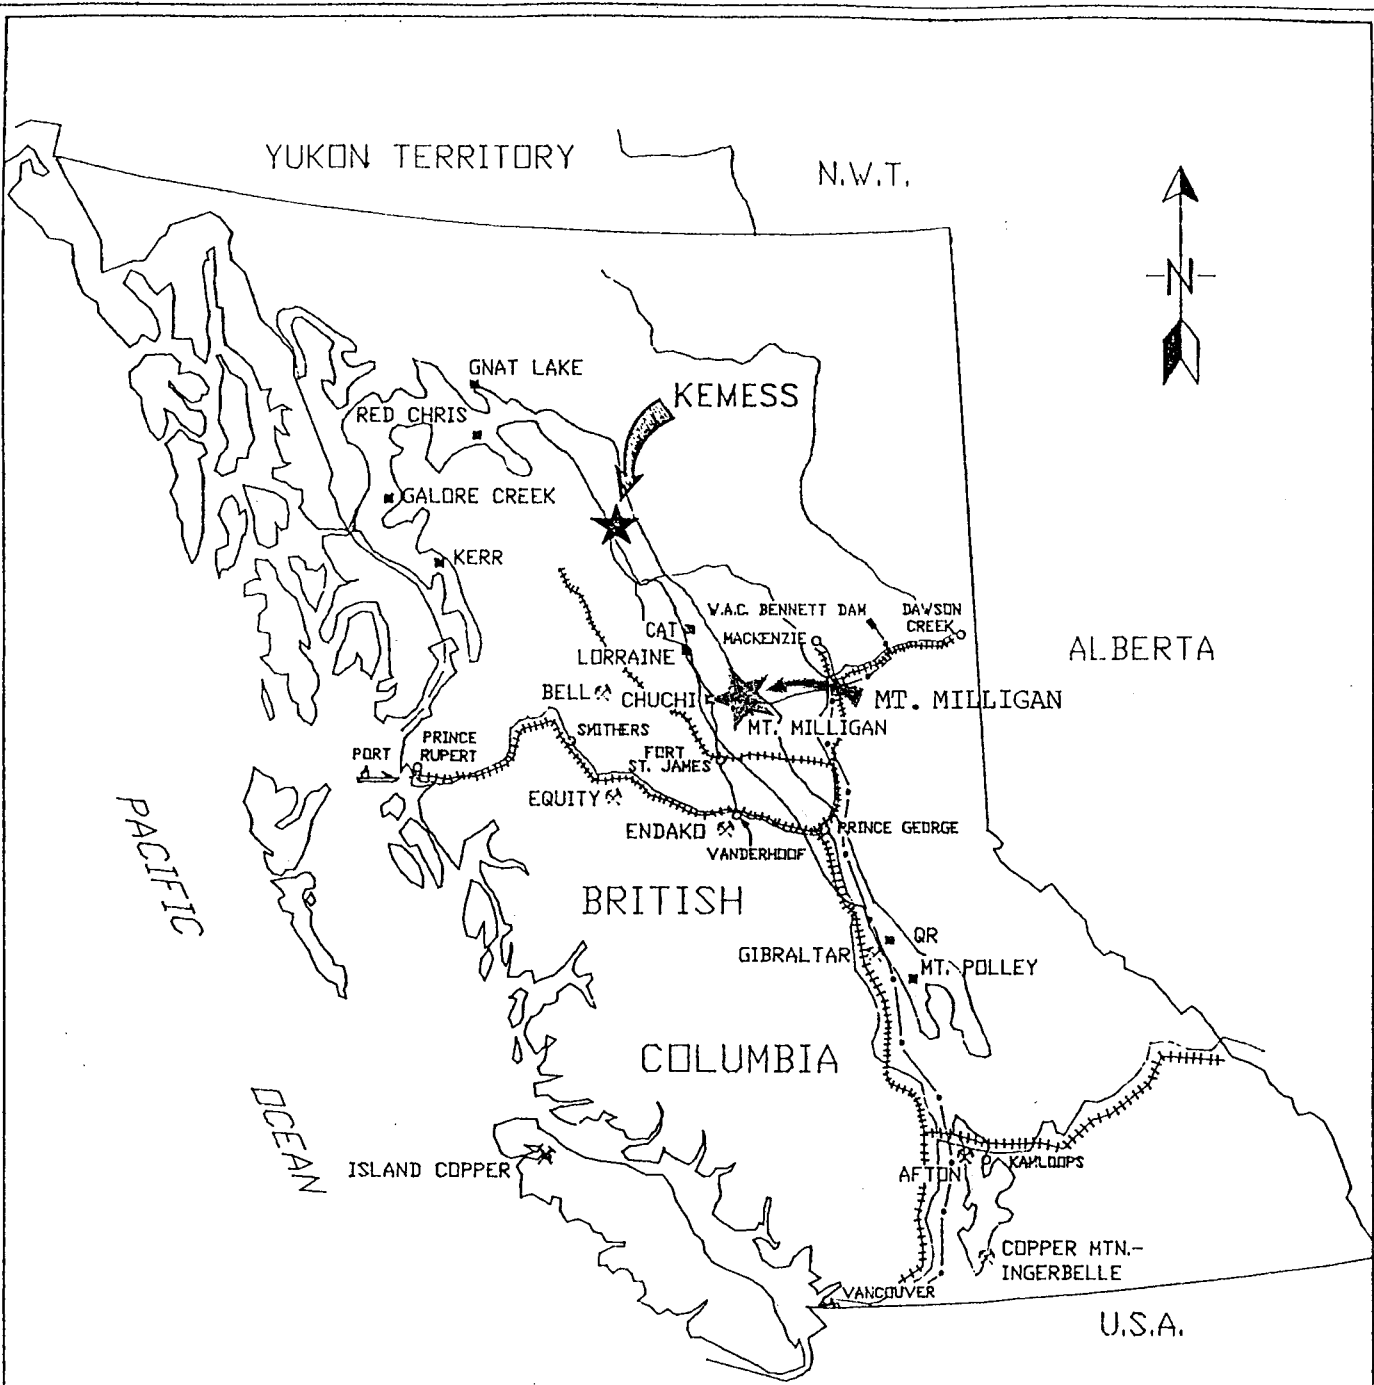 YUKON TERRITORY
N.W.T.
N
GNAT LAKE
KEMESS
RED CHRIS
GALORE CREEK
KERR
W.A.C. BENNETT DAM
DAWSON
CREEK
CAT
MACKENZIE
ALBERTA
LORRAINE
BELL
CHUCHI
MT. MILLIGAN
MT. MILLIGAN
SMITHERS
PORT
PRINCE
RUPERT
FORT
ST. JAMES
EQUITY
ENDAKO
PRINCE GEORGE
VANDERHOOF
PACIFIC
BRITISH
QR
GIBRALTAR
MT. POLLEY
COLUMBIA
OCEAN
ISLAND COPPER
AFTON
KAMLOOPS
COPPER MTN.-
INGERBELLE
VANCOUVER
U.S.A.